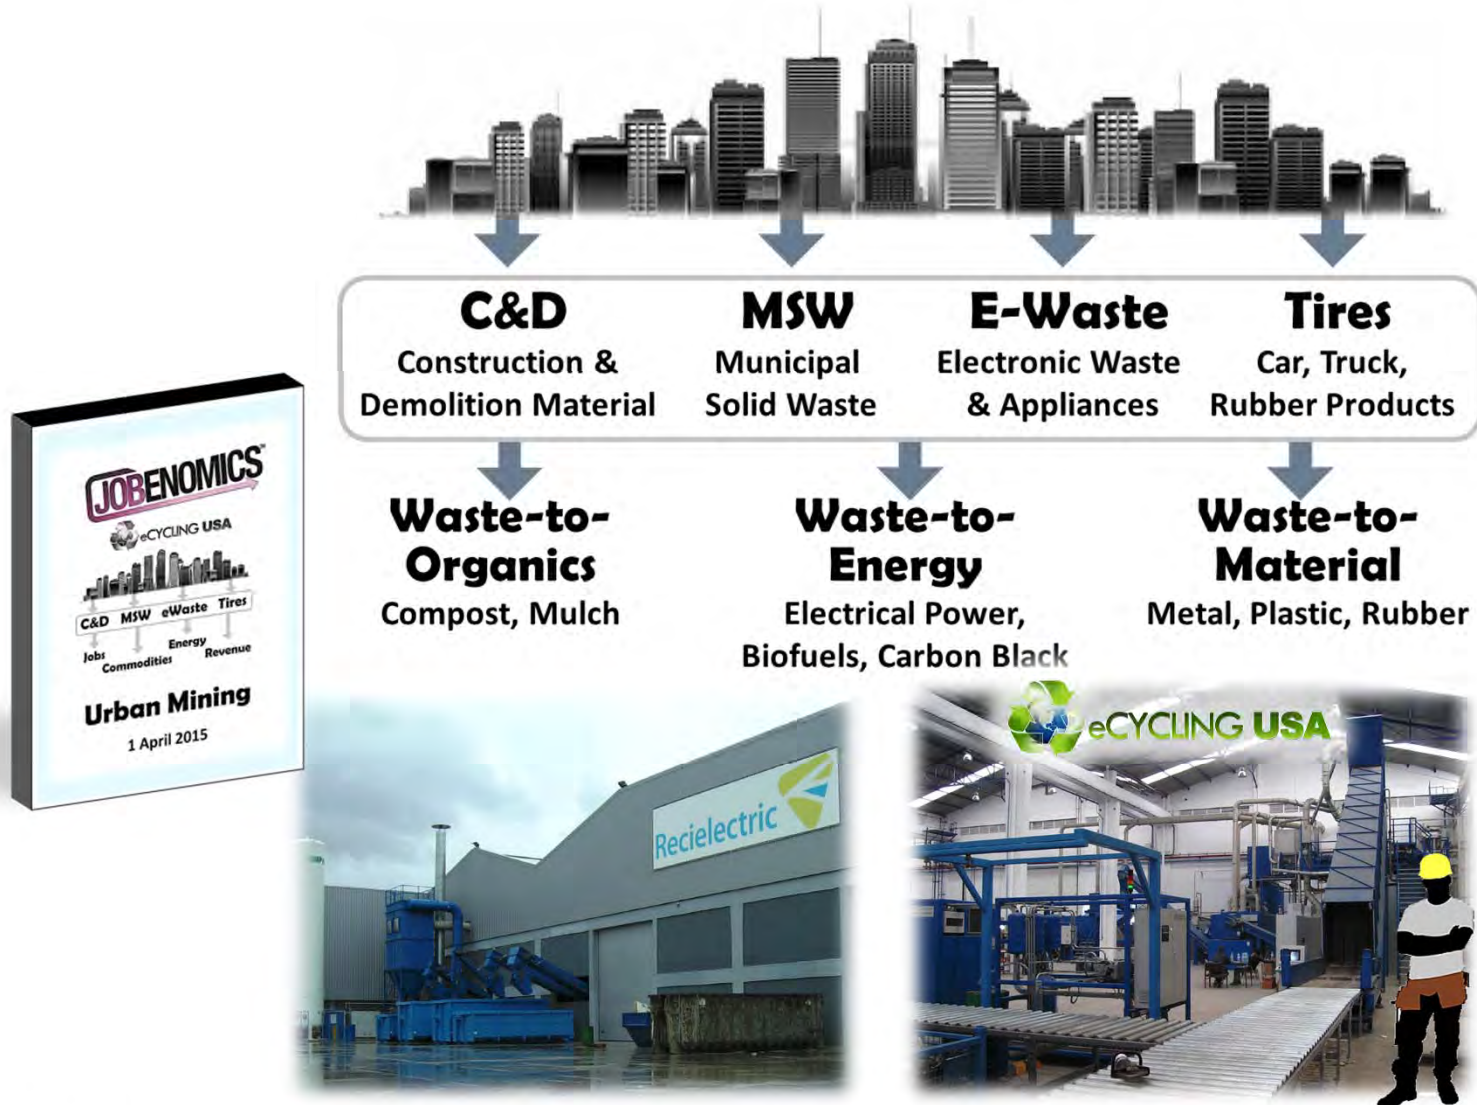 C&D
Construction &
Demolition Material
MSW
Municipal
Solid Waste
E-Waste
Electronic Waste
& Appliances
Tires
Car, Truck,
Rubber Products
Waste-to-
Organics
Compost, Mulch
Waste-to-
Energy
Electrical Power,
Biofuels, Carbon Black
Waste-to-
Material
Metal, Plastic, Rubber
JOBENOMICS™
eCYCLING USA
C&D MSW eWaste Tires
Jobs
Commodities
Energy
Revenue
Urban Mining
1 April 2015
Recielectric
eCYCLING USA